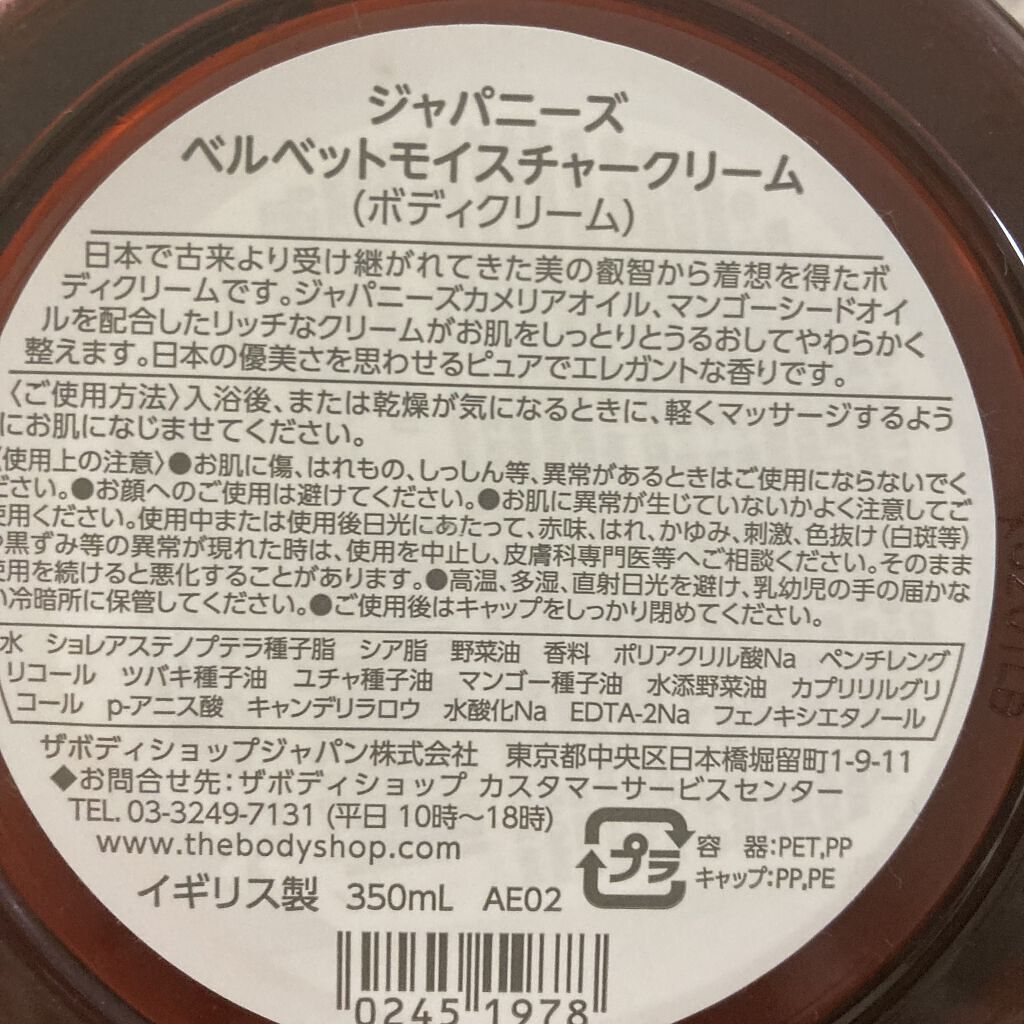 ジャパニーズ
ベルベットモイスチャークリーム
(ボディクリーム)
日本で古来より受け継がれてきた美の叡智から着想を得たボ
ディクリームです。ジャパニーズカメリアオイル、マンゴーシードオイ
ルを配合したリッチなクリームがお肌をしっとりとうるおしてやわらかく
整えます。日本の優美さを思わせるピュアでエレガントな香りです。
〈ご使用方法〉入浴後、または乾燥が気になるときに、軽くマッサージするよう
にお肌になじませてください。
〈使用上の注意〉●お肌に傷、はれもの、しっしん等、異常があるときはご使用にならないでく
ださい。●お顔へのご使用は避けてください。●お肌に異常が生じていないかよく注意してご
使用ください。使用中または使用後日光にあたって、赤味、はれ、かゆみ、刺激、色抜け(白斑等)
や黒ずみ等の異常が現れた時は、使用を中止し、皮膚科専門医等へご相談ください。そのまま
使用を続けると悪化することがあります。●高温、多湿、直射日光を避け、乳幼児の手の届かな
い冷暗所に保管してください。●ご使用後はキャップをしっかり閉めてください。
水 ショレアステノプテラ種子脂 シア脂 野菜油 香料 ポリアクリル酸Na ペンチレング
リコール ツバキ種子油 ユチャ種子油 マンゴー種子油 水添野菜油 カプリリルグリ
コール p-アニス酸 キャンデリラロウ 水酸化Na EDTA-2Na フェノキシエタノール
ザボディショップジャパン株式会社 東京都中央区日本橋堀留町1-9-11
◆お問合せ先：ザボディショップ カスタマーサービスセンター
TEL. 03-3249-7131 (平日 10時～18時)
www.thebodyshop.com
プラ
容 器：PET,PP
キャップ：PP,PE
イギリス製 350mL AE02
0245 1978